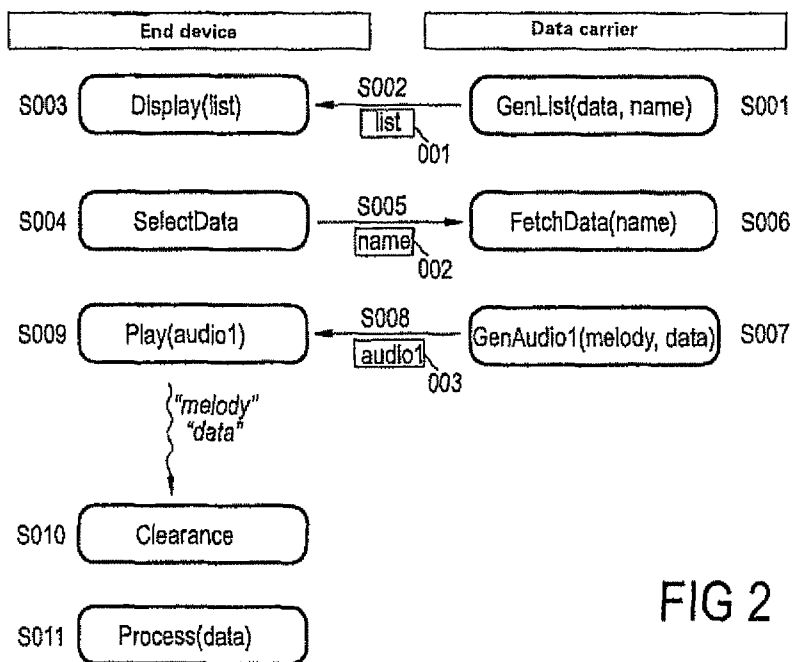 End device
Data carrier
S003
Display(list)
S002
list
001
GenList(data, name)
S001
S004
SelectData
S005
name
002
FetchData(name)
S006
S009
Play(audio1)
S008
audio1
003
GenAudio1(melody, data)
S007
"melody"
"data"
S010
Clearance
S011
Process(data)
FIG 2